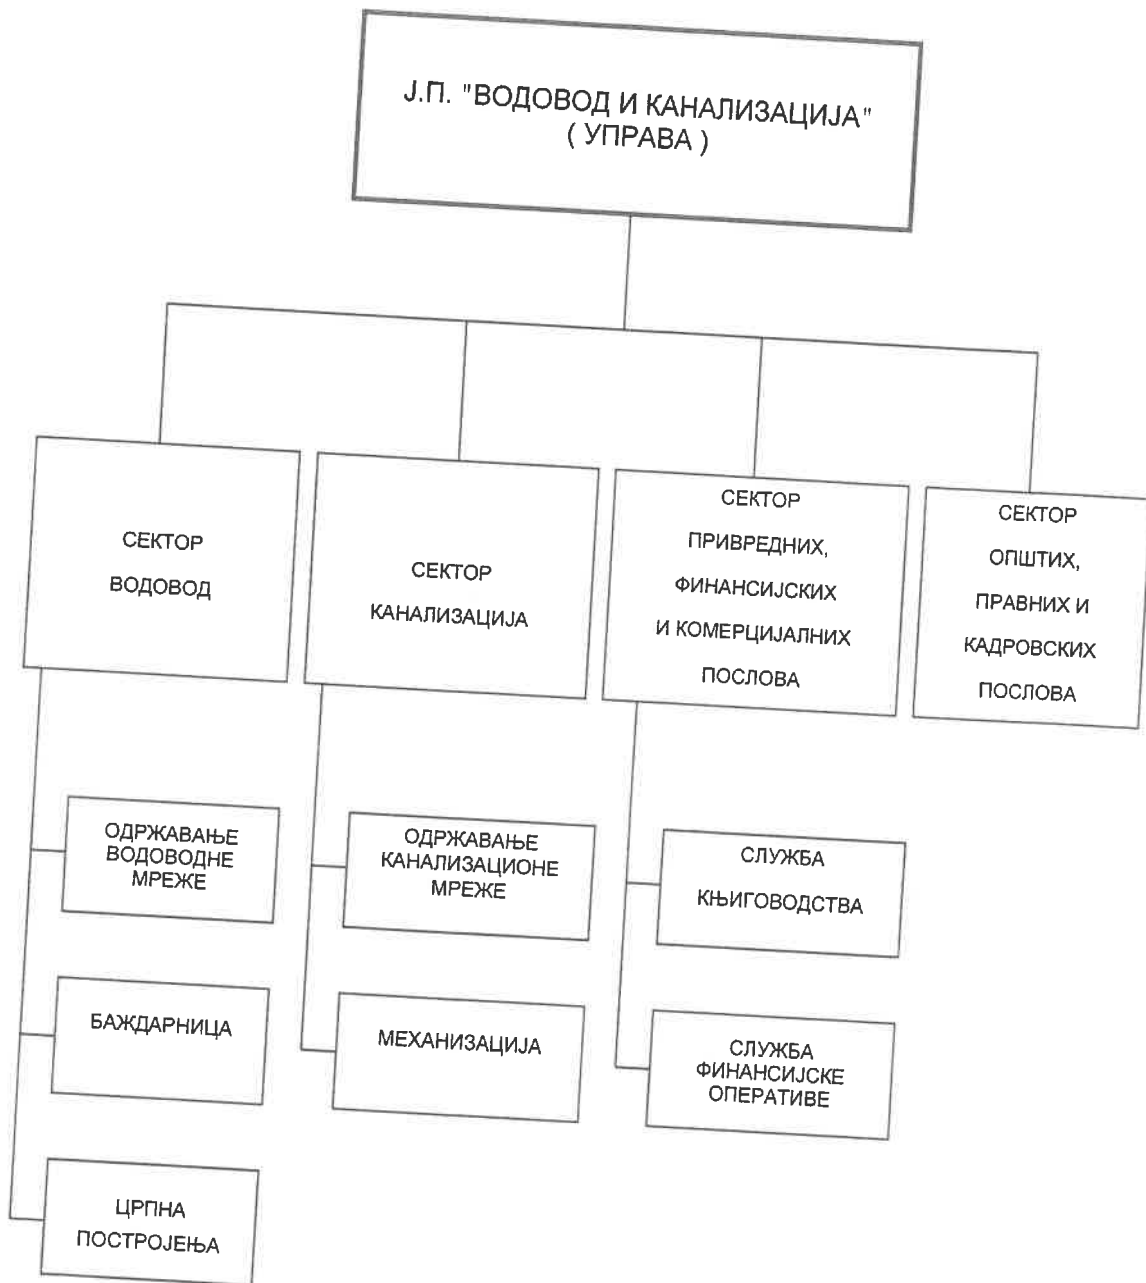 Ј.П. "ВОДОВОД И КАНАЛИЗАЦИЈА"
( УПРАВА )
СЕКТОР
ВОДОВОД
СЕКТОР
КАНАЛИЗАЦИЈА
СЕКТОР
ПРИВРЕДНИХ,
ФИНАНСИЈСКИХ
И КОМЕРЦИЈАЛНИХ
ПОСЛОВА
СЕКТОР
ОПШТИХ,
ПРАВНИХ И
КАДРОВСКИХ
ПОСЛОВА
ОДРЖАВАЊЕ
ВОДОВОДНЕ
МРЕЖЕ
ОДРЖАВАЊЕ
КАНАЛИЗАЦИОНЕ
МРЕЖЕ
СЛУЖБА
КЊИГОВОДСТВА
БАЖДАРНИЦА
МЕХАНИЗАЦИЈА
СЛУЖБА
ФИНАНСИЈСКЕ
ОПЕРАТИВЕ
ЦРПНА
ПОСТРОЈЕЊА